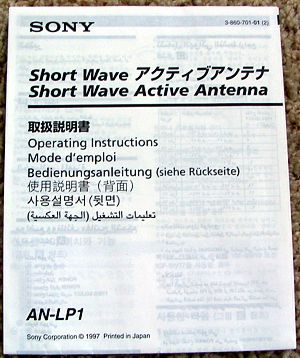 SONY
3-860-701-01 (2)
Short Wave アクティブアンテナ
Short Wave Active Antenna
取扱説明書
Operating Instructions
Mode d'emploi
Bedienungsanleitung (siehe Rückseite)
使用説明書（背面）
사용설명서(뒷면)
تعليمات التشغيل (الجهة العكسية)
AN-LP1
Sony Corporation © 1997 Printed in Japan